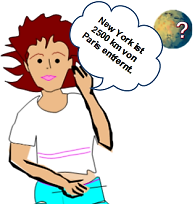 New York ist
2500 km von
Paris entfernt.
?